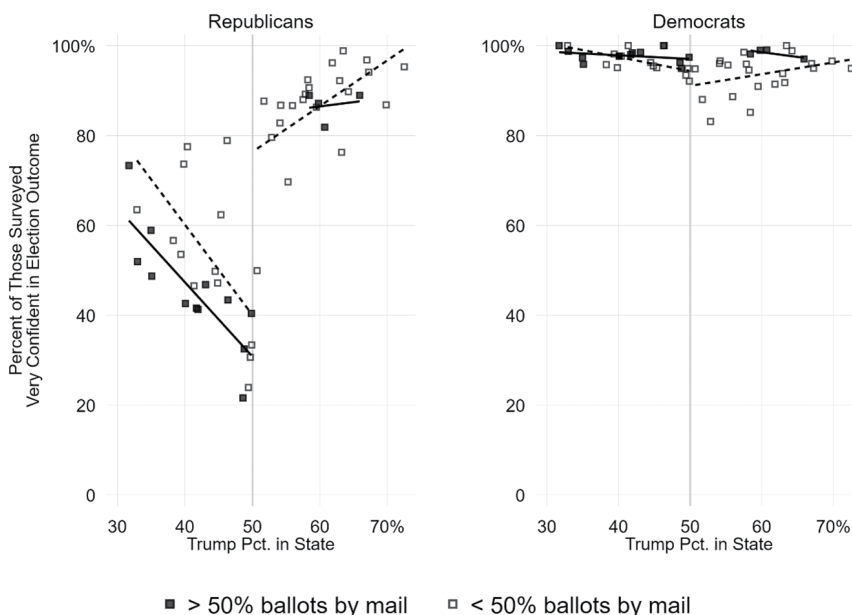 Republicans
Democrats
Percent of Those Surveyed
Very Confident in Election Outcome
100%
80
60
40
20
0
30
40
50
60
70%
Trump Pct. in State
100%
80
60
40
20
0
30
40
50
60
70%
Trump Pct. in State
> 50% ballots by mail
< 50% ballots by mail